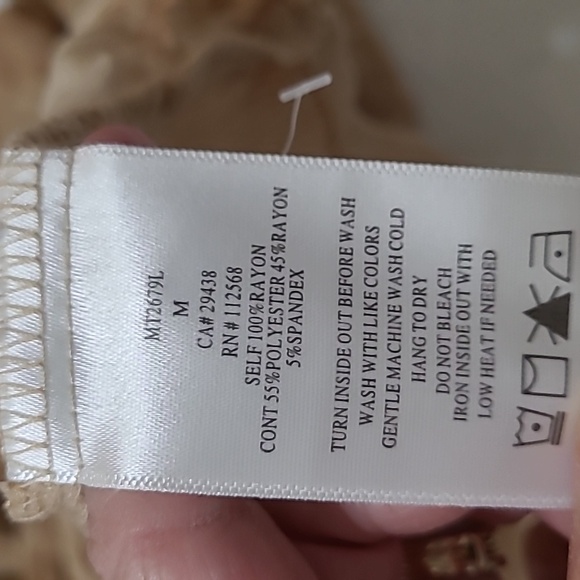 MT2679L
M
CA# 29438
RN# 112568
SELF 100%RAYON
CONT 55%POLYESTER 45%RAYON
5%SPANDEX
TURN INSIDE OUT BEFORE WASH
WASH WITH LIKE COLORS
GENTLE MACHINE WASH COLD
HANG TO DRY
DO NOT BLEACH
IRON INSIDE OUT WITH
LOW HEAT IF NEEDED